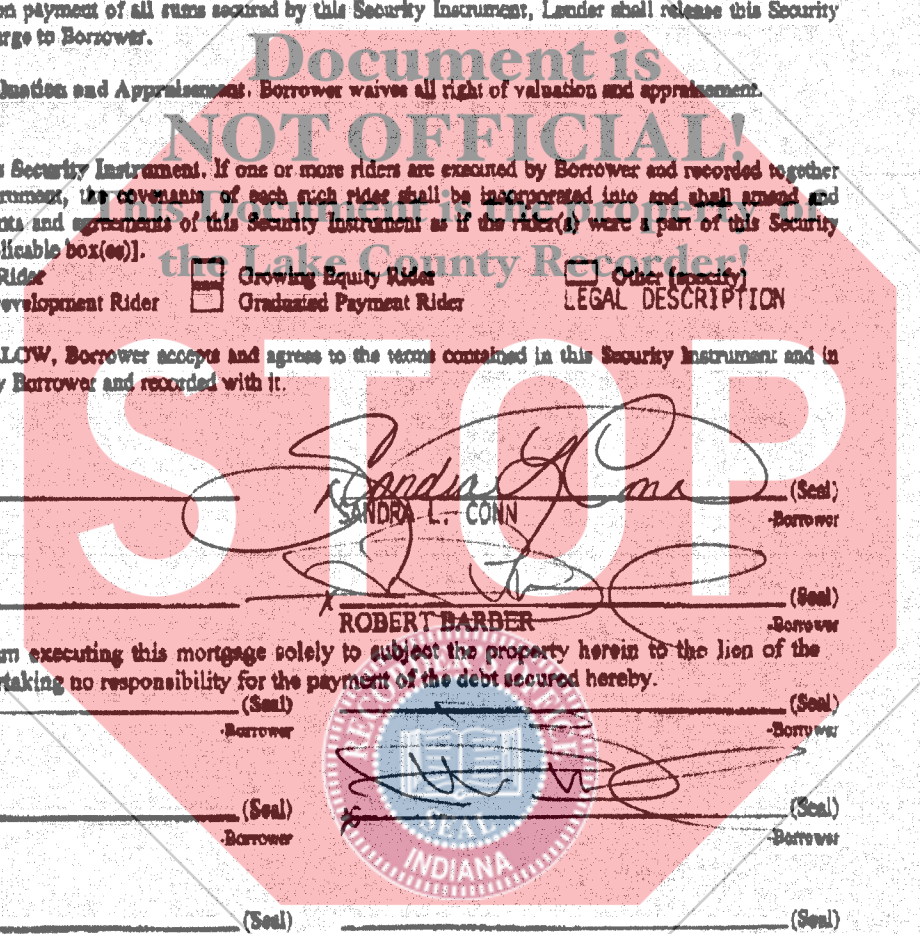 on payment of all sums secured by this Security Instrument, Lender shall release this Security
arge to Borrower.
Document is
uation and Appraisement. Borrower waives all right of valuation and appraisement.
NOT OFFICIAL!
s Security Instrument. If one or more riders are executed by Borrower and recorded together
rument, the covenants of each such rider shall be incorporated into and shall amend and
This Document is the property of
nts and agreements of this Security Instrument as if the rider(s) were a part of this Security
licable box(es)].
the Lake County Recorder!
Rider Growing Equity Rider Other [specify]
evelopment Rider Graduated Payment Rider LEGAL DESCRIPTION
LOW, Borrower accepts and agrees to the terms contained in this Security Instrument and in
y Borrower and recorded with it.
STOP
Sandra L Conn (Seal)
SANDRA L. CONN -Borrower
x (Seal)
ROBERT BARBER -Borrower
m executing this mortgage solely to subject the property herein to the lien of the
rtaking no responsibility for the payment of the debt secured hereby.
(Seal) (Seal)
-Borrower -Borrower
(Seal) (Seal)
-Borrower -Borrower
SEAL
INDIANA
(Seal) (Seal)